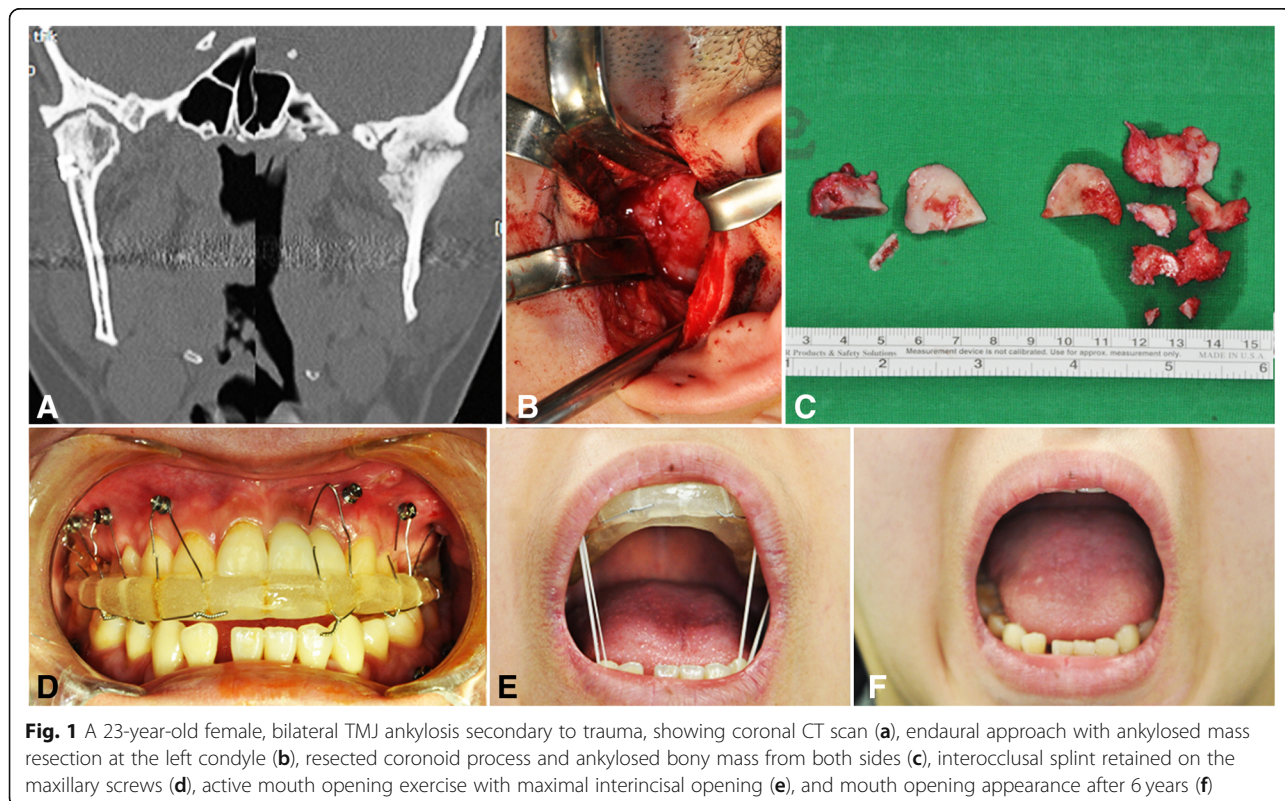 A
B
3 4 5 6 7 8 9 10 11 12 13 14 15
R Products & Safety Solutions Measurement device is not calibrated. Use for approx. measurement only. MADE IN U.S.A
1 2 3 4 5 6
C
D
E
F
Fig. 1 A 23-year-old female, bilateral TMJ ankylosis secondary to trauma, showing coronal CT scan (a), endaural approach with ankylosed mass
resection at the left condyle (b), resected coronoid process and ankylosed bony mass from both sides (c), interocclusal splint retained on the
maxillary screws (d), active mouth opening exercise with maximal interincisal opening (e), and mouth opening appearance after 6 years (f)